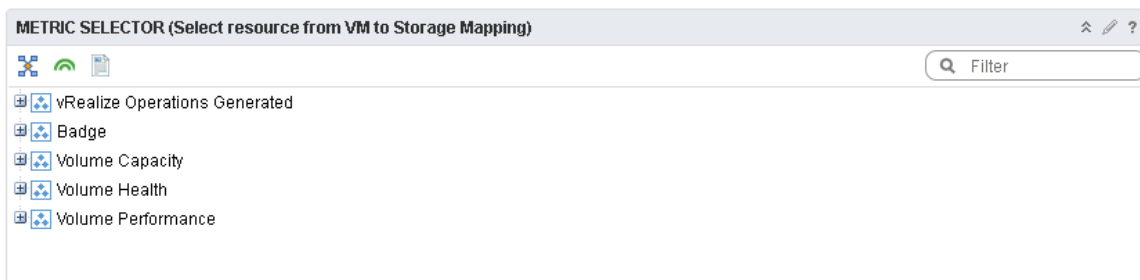 METRIC SELECTOR (Select resource from VM to Storage Mapping) ?
Filter
vRealize Operations Generated
Badge
Volume Capacity
Volume Health
Volume Performance